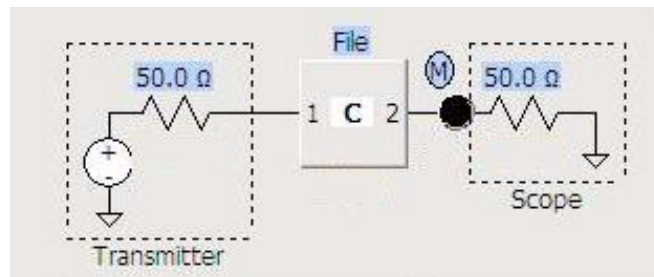 File
50.0 Ω
M
50.0 Ω
1 C 2
+
-
Scope
Transmitter